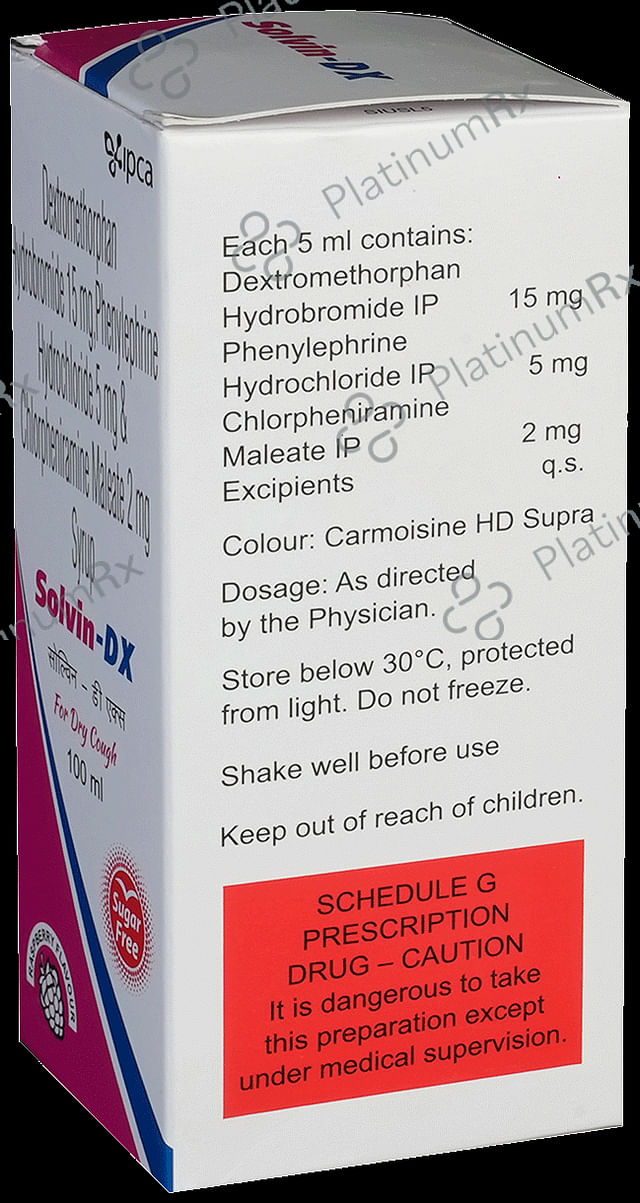 Solvin-DX
ipca
Dextromethorphan
Hydrobromide 15 mg, Phenylephrine
Hydrochloride 5 mg &
Chlorpheniramine Maleate 2 mg
Syrup
Solvin-DX
सोल्विन - डी एक्स
For Dry Cough
100 ml
Sugar
Free
RASPBERRY FLAVOUR
Each 5 ml contains:
Dextromethorphan
Hydrobromide IP 15 mg
Phenylephrine
Hydrochloride IP 5 mg
Chlorpheniramine
Maleate IP 2 mg
Excipients q.s.
Colour: Carmoisine HD Supra
Dosage: As directed
by the Physician.
Store below 30°C, protected
from light. Do not freeze.
Shake well before use
Keep out of reach of children.
SCHEDULE G
PRESCRIPTION
DRUG – CAUTION
It is dangerous to take
this preparation except
under medical supervision.
PlatinumRx
PlatinumRx
PlatinumRx